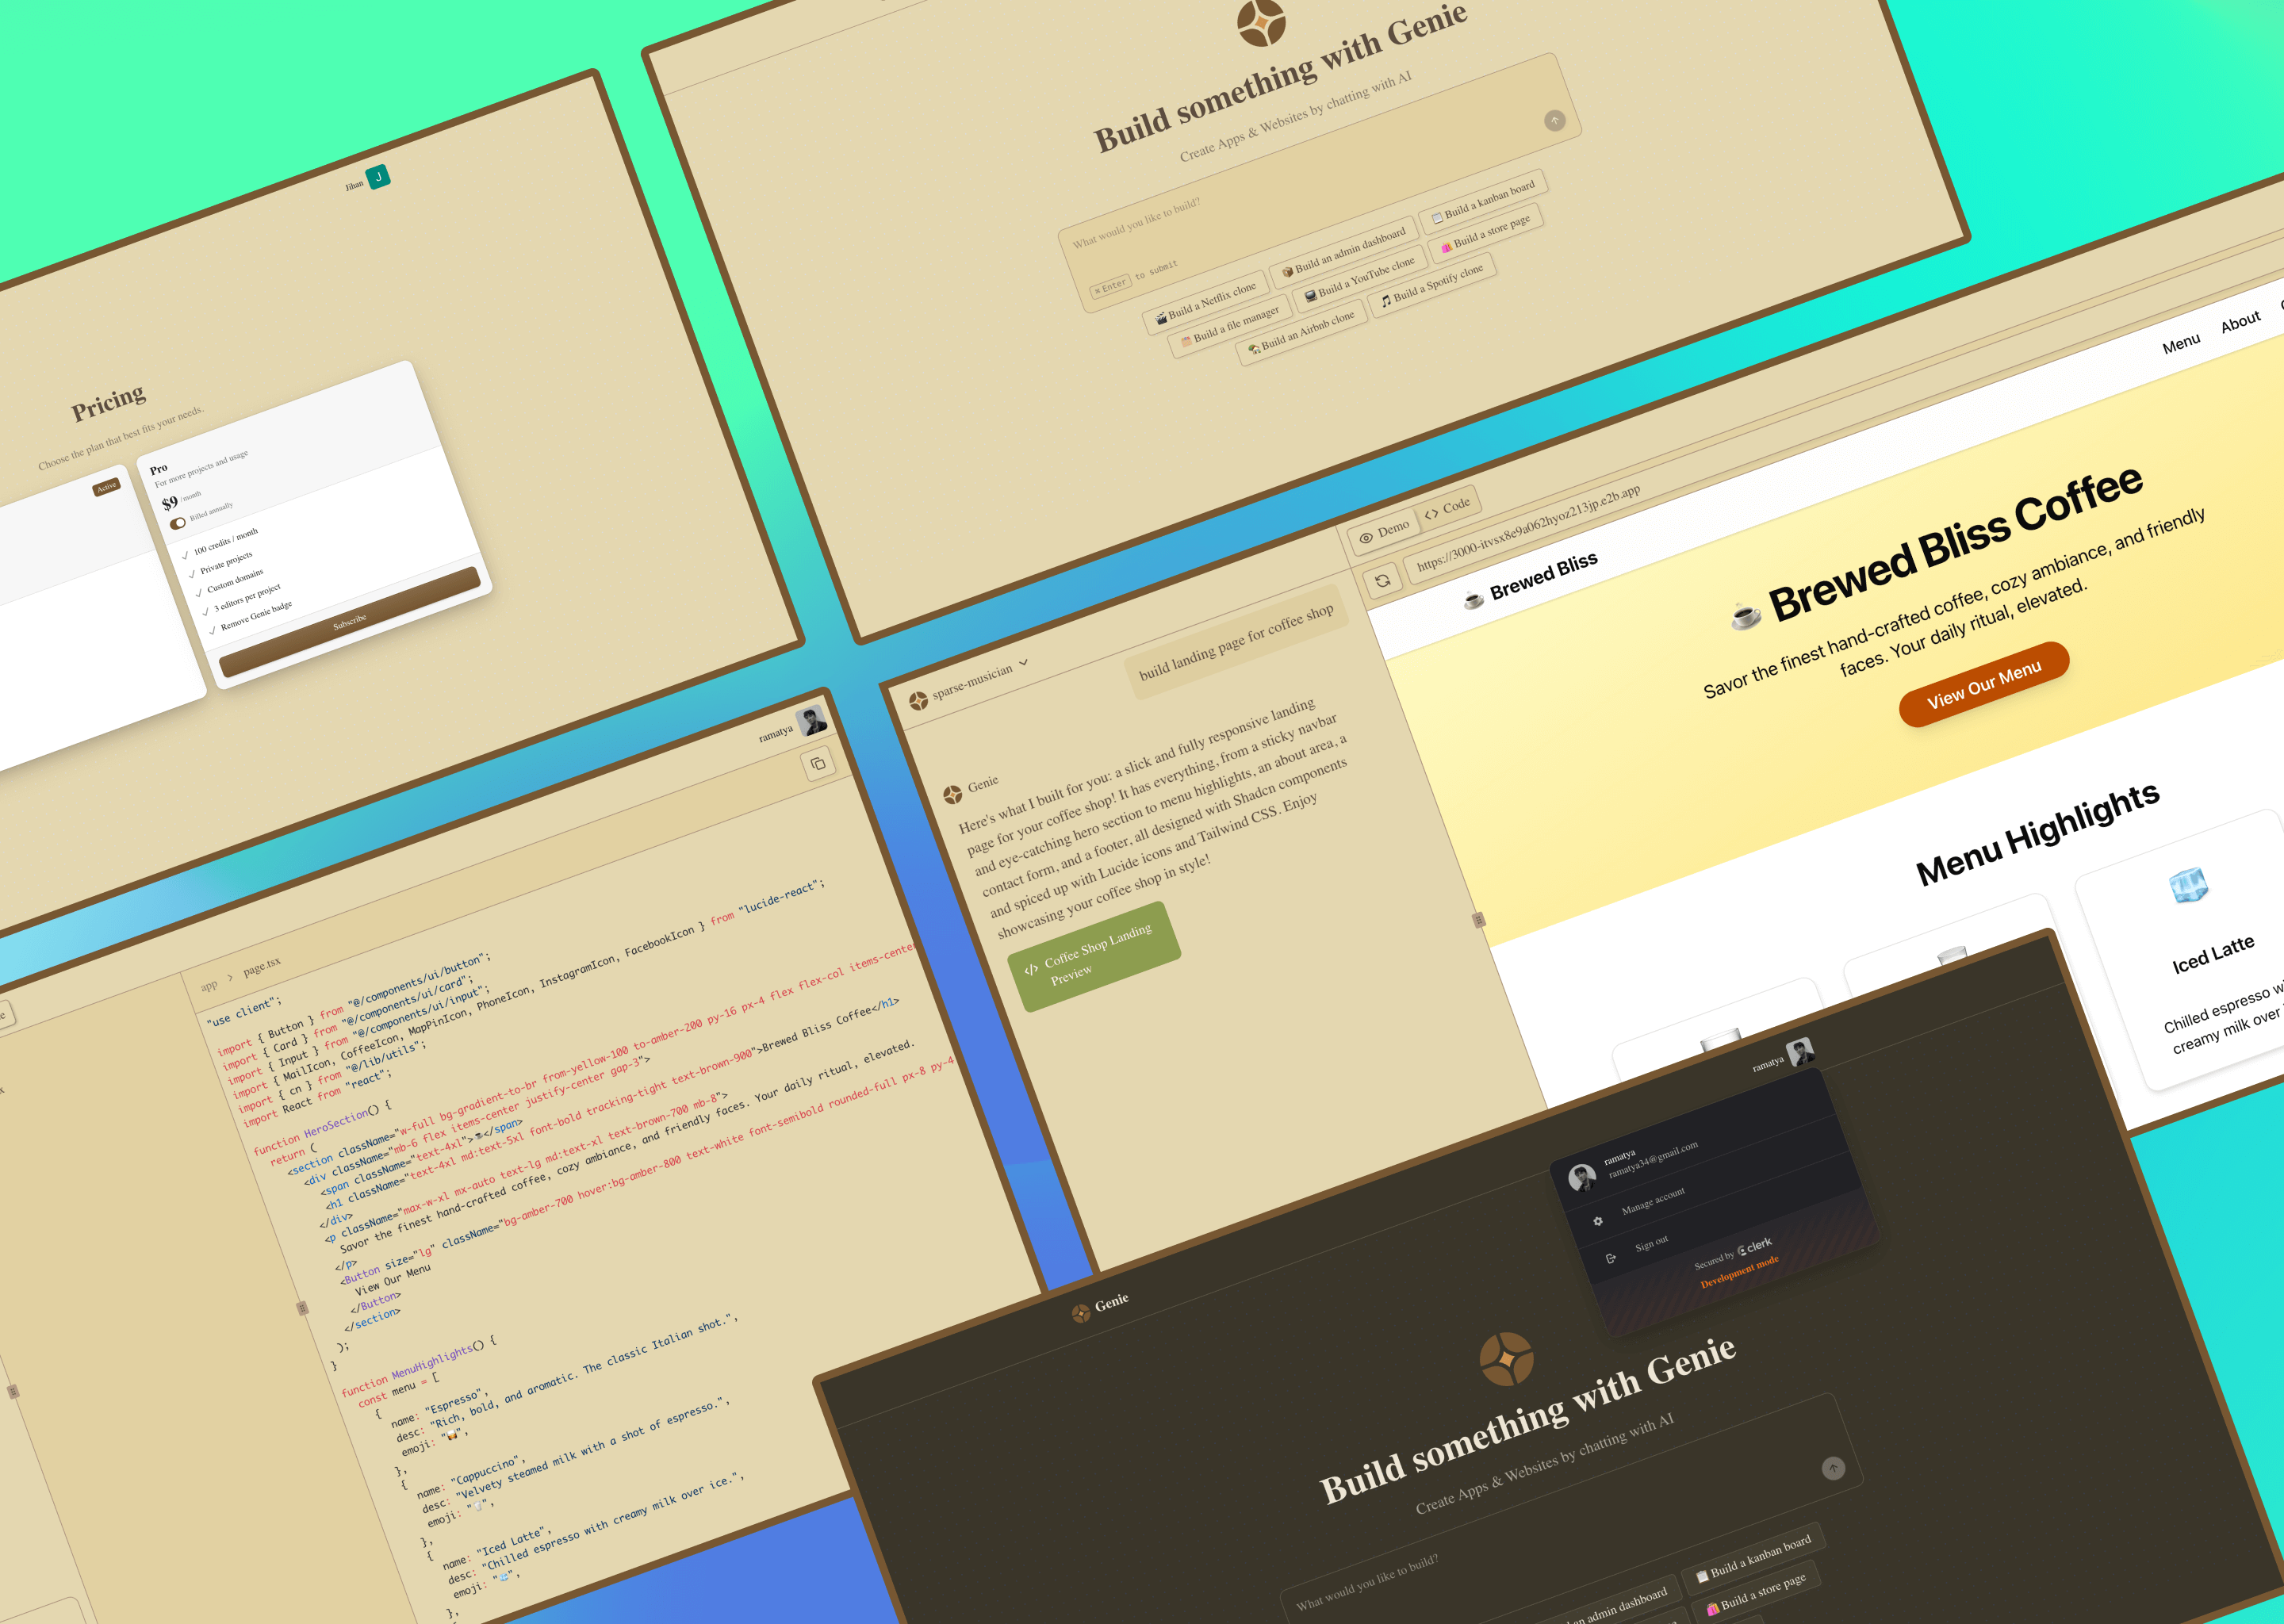 Jihan
J
Pricing
Choose the plan that best fits your needs.
Active
Pro
For more projects and usage
$9 /month
Billed annually
✓ 100 credits / month
✓ Private projects
✓ Custom domains
✓ 3 editors per project
✓ Remove Genie badge
Subscribe
Build something with Genie
Create Apps & Websites by chatting with AI
What would you like to build?
⌘Enter to submit
🎬 Build a Netflix clone
📦 Build an admin dashboard
📋 Build a kanban board
📁 Build a file manager
📺 Build a YouTube clone
🛍️ Build a store page
🏡 Build an Airbnb clone
🎵 Build a Spotify clone
sparse-musician
build landing page for coffee shop
Genie
Here's what I built for you: a slick and fully responsive landing
page for your coffee shop! It has everything, from a sticky navbar
and eye-catching hero section to menu highlights, an about area, a
contact form, and a footer, all designed with Shadcn components
and spiced up with Lucide icons and Tailwind CSS. Enjoy
showcasing your coffee shop in style!
</> Coffee Shop Landing
Preview
Demo
<> Code
https://3000-itvsx8e9a062hyoz213jp.e2b.app
☕ Brewed Bliss
Menu
About
☕ Brewed Bliss Coffee
Savor the finest hand-crafted coffee, cozy ambiance, and friendly
faces. Your daily ritual, elevated.
View Our Menu
Menu Highlights
Iced Latte
Chilled espresso
creamy milk over
ramatya
app > page.tsx
"use client";
import { Button } from "@/components/ui/button";
import { Card } from "@/components/ui/card";
import { Input } from "@/components/ui/input";
import { MailIcon, CoffeeIcon, MapPinIcon, PhoneIcon, InstagramIcon, FacebookIcon } from "lucide-react";
import { cn } from "@/lib/utils";
import React from "react";
function HeroSection() {
return (
<section className="w-full bg-gradient-to-br from-yellow-100 to-amber-200 py-16 px-4 flex flex-col items-center
<div className="mb-6 flex items-center justify-center gap-3">
<span className="text-4xl">☕</span>
<h1 className="text-4xl md:text-5xl font-bold tracking-tight text-brown-900">Brewed Bliss Coffee</h1>
</div>
<p className="max-w-xl mx-auto text-lg md:text-xl text-brown-700 mb-8">
Savor the finest hand-crafted coffee, cozy ambiance, and friendly faces. Your daily ritual, elevated.
</p>
<Button size="lg" className="bg-amber-700 hover:bg-amber-800 text-white font-semibold rounded-full px-8 py-4
View Our Menu
</Button>
</section>
);
}
function MenuHighlights() {
const menu = [
{
name: "Espresso",
desc: "Rich, bold, and aromatic. The classic Italian shot.",
emoji: "🥃",
},
{
name: "Cappuccino",
desc: "Velvety steamed milk with a shot of espresso.",
emoji: "🥛",
},
{
name: "Iced Latte",
desc: "Chilled espresso with creamy milk over ice.",
emoji: "🧊",
},
Genie
ramatya
ramatya
ramatya34@gmail.com
Manage account
Sign out
Secured by clerk
Development mode
Build something with Genie
Create Apps & Websites by chatting with AI
What would you like to build?
an admin dashboard
📋 Build a kanban board
🛍️ Build a store page